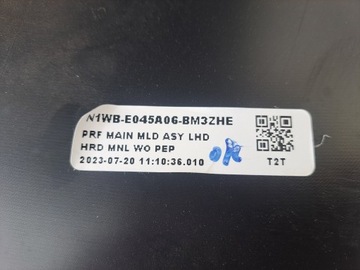 N1WB-E045A06-BM3ZHE
PRF MAIN MLD ASY LHD
HRD MNL WO PEP
2023-07-20 11:10:36.010
OK
T2T